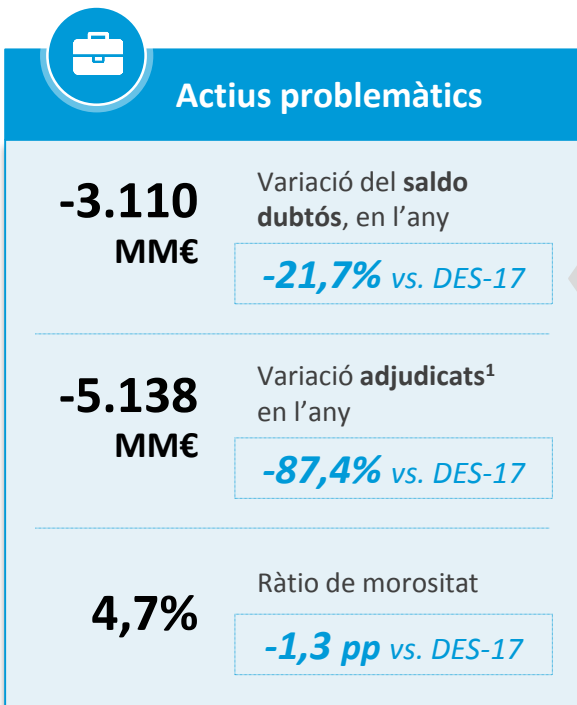 Actius problemàtics
-3.110
MM€
Variació del saldo
dubtós, en l’any
-21,7% vs. DES-17
-5.138
MM€
Variació adjudicats¹
en l’any
-87,4% vs. DES-17
4,7%
Ràtio de morositat
-1,3 pp vs. DES-17